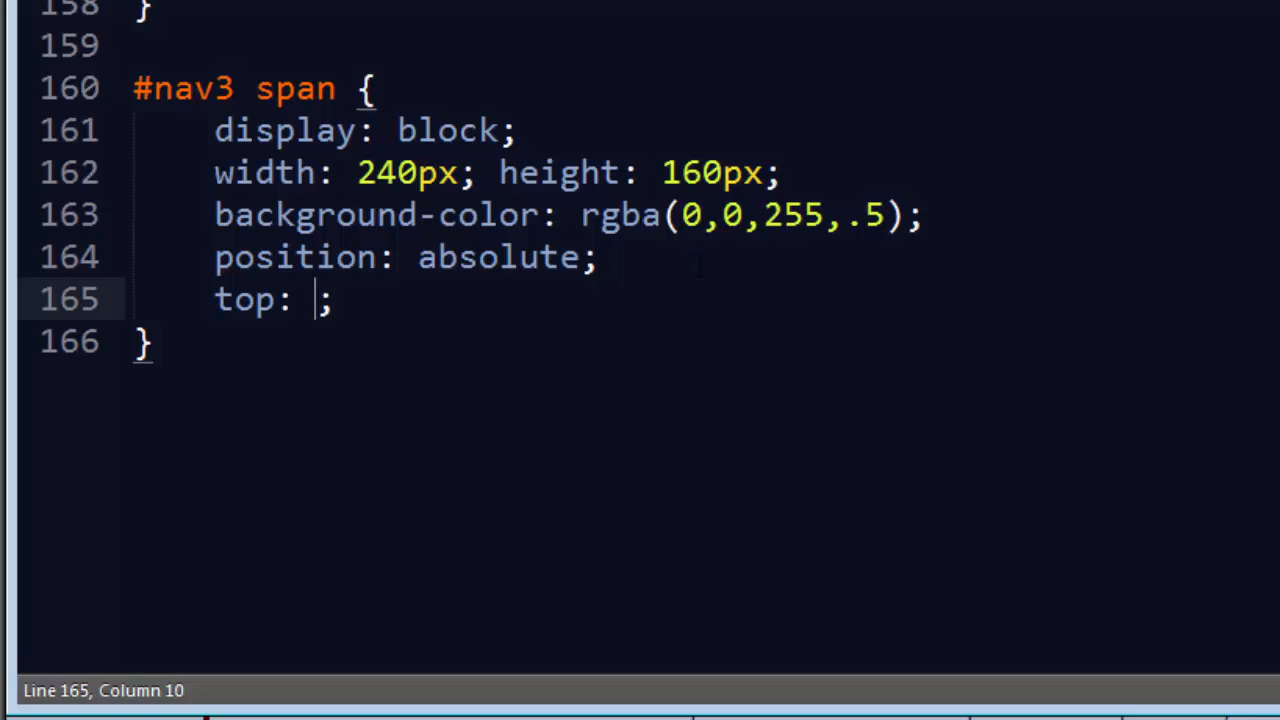 158 }
159
160 #nav3 span {
161 display: block;
162 width: 240px; height: 160px;
163 background-color: rgba(0,0,255,.5);
164 position: absolute;
165 top: ;
166 }
Line 165, Column 10